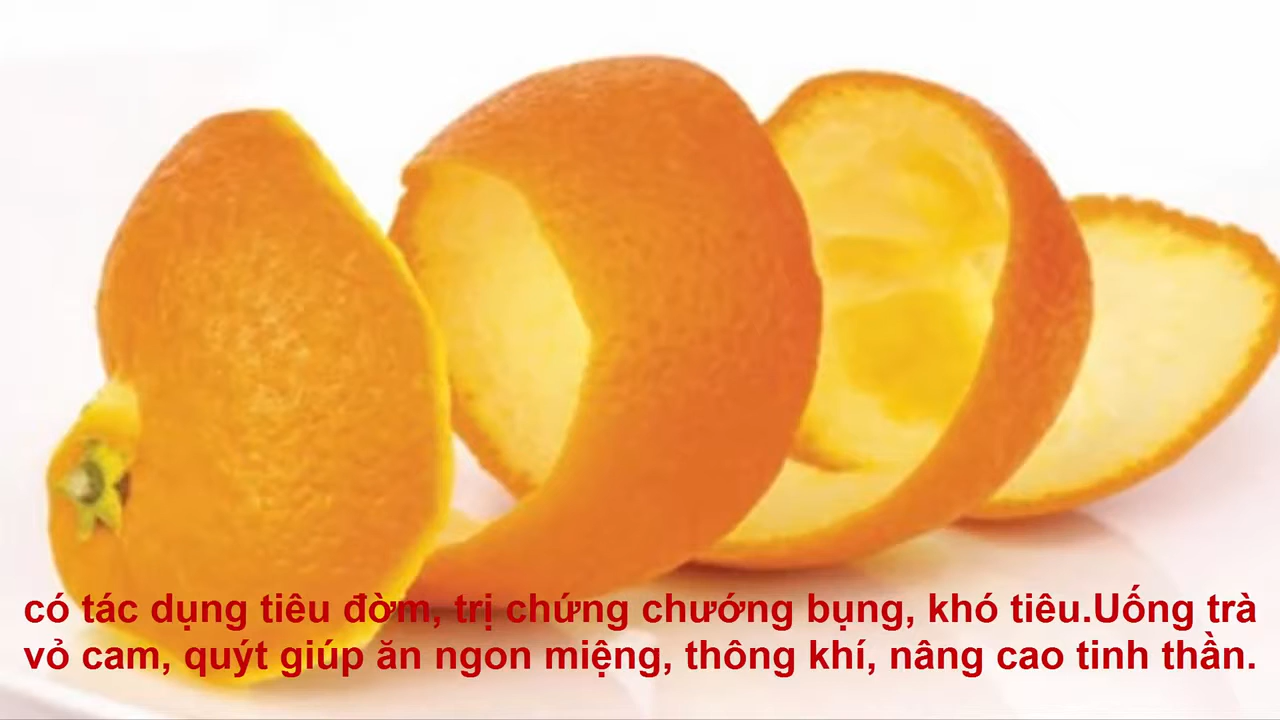 có tác dụng tiêu đờm, trị chứng chướng bụng, khó tiêu.Uống trà
vỏ cam, quýt giúp ăn ngon miệng, thông khí, nâng cao tinh thần.